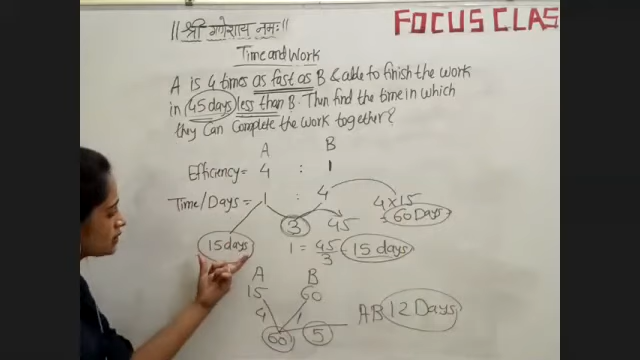 ||श्री गणेशाय नमः||
FOCUS CLAS
Time and Work
A is 4 times as fast as B & able to finish the work
in 45 days less than B. Then find the time in which
they can complete the work together?
A B
Efficiency = 4 : 1
Time/Days = 1 : 4
4x15
60 Days
3 45
15 days
1 = 45/3 = 15 days
A B
15 60
4 1
60 5
AB 12 Days